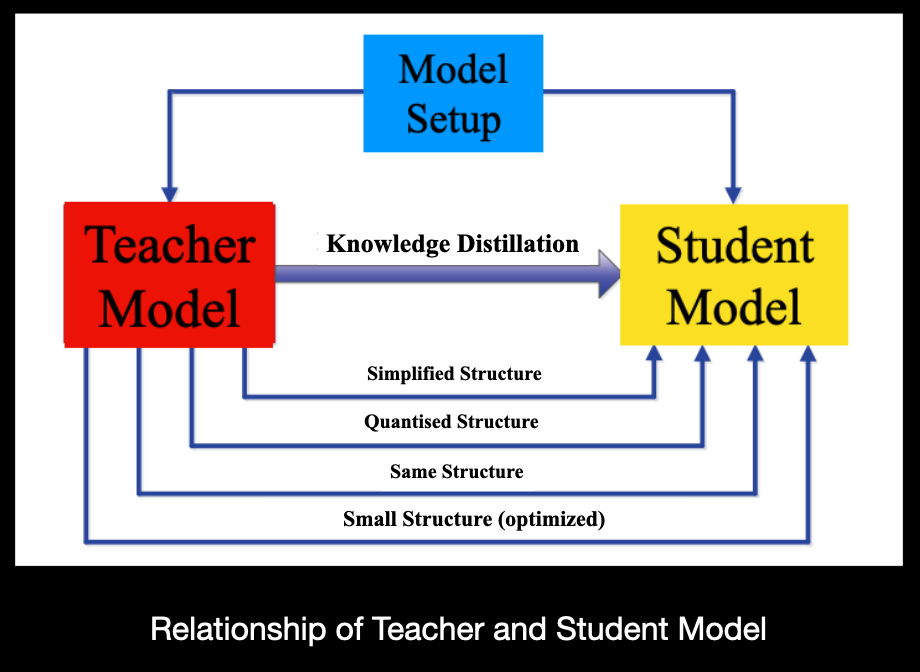 Model
Setup
Teacher
Model
Knowledge Distillation
Student
Model
Simplified Structure
Quantised Structure
Same Structure
Small Structure (optimized)
Relationship of Teacher and Student Model